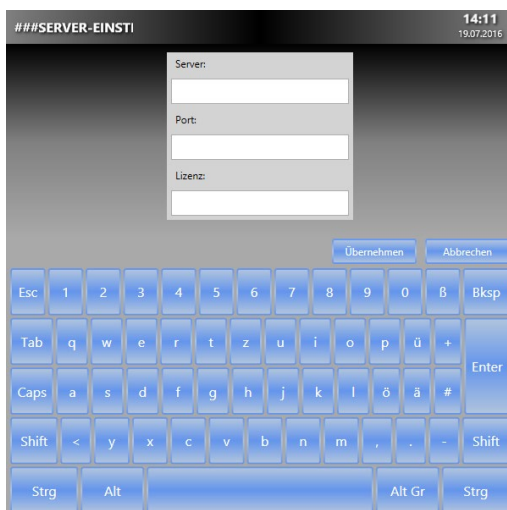 ###SERVER-EINSTI
14:11
19.07.2016
Server:
Port:
Lizenz:
Übernehmen Abbrechen
Esc 1 2 3 4 5 6 7 8 9 0 ß Bksp
Tab q w e r t z u i o p ü +
Enter
Caps a s d f g h j k l ö ä #
Shift < y x c v b n m , . - Shift
Strg Alt Alt Gr Strg